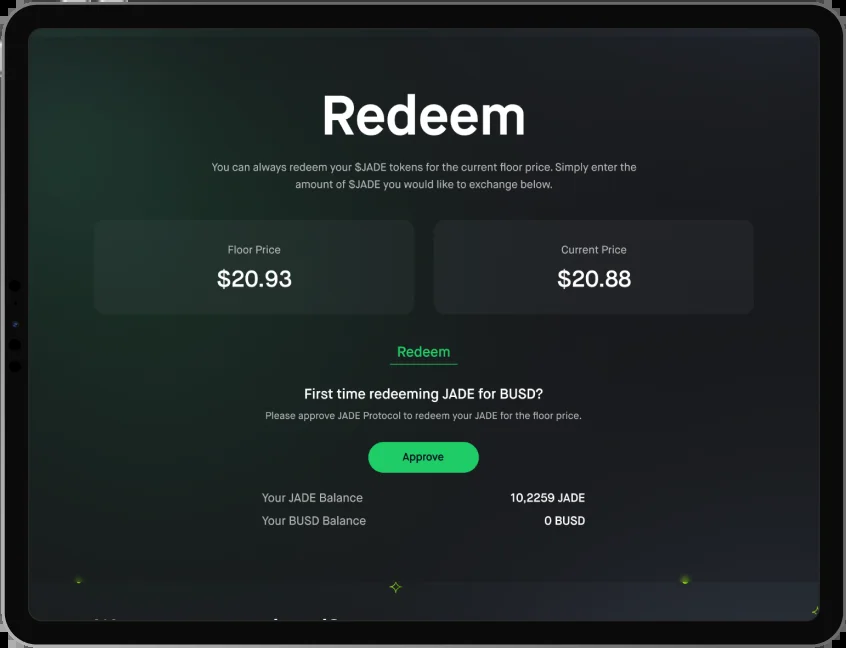 Redeem
You can always redeem your $JADE tokens for the current floor price. Simply enter the
amount of $JADE you would like to exchange below.
Floor Price
$20.93
Current Price
$20.88
Redeem
First time redeeming JADE for BUSD?
Please approve JADE Protocol to redeem your JADE for the floor price.
Approve
Your JADE Balance
10,2259 JADE
Your BUSD Balance
0 BUSD